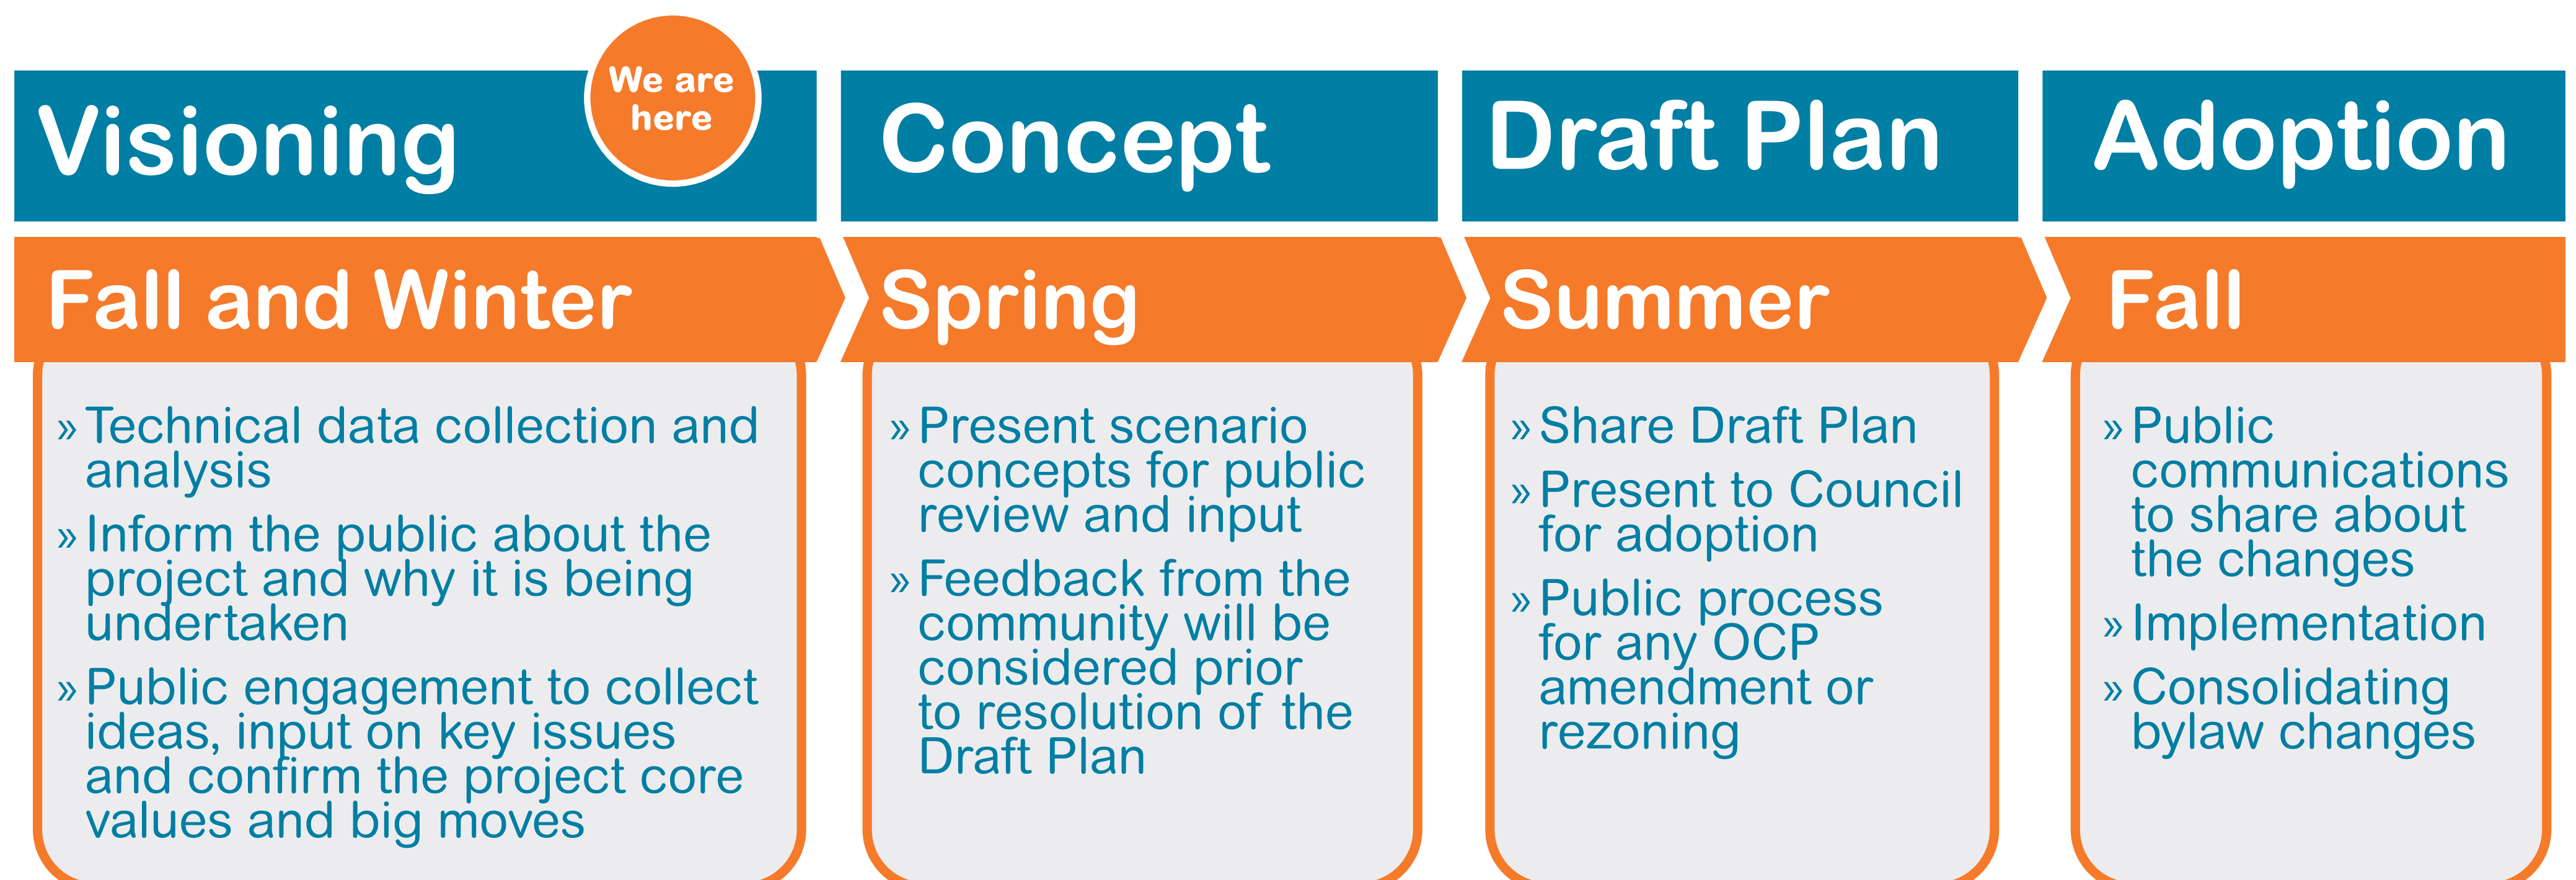 We are
here
Visioning
Concept
Draft Plan
Adoption
Fall and Winter
Spring
Summer
Fall
» Technical data collection and
analysis
» Inform the public about the
project and why it is being
undertaken
» Public engagement to collect
ideas, input on key issues
and confirm the project core
values and big moves
» Present scenario
concepts for public
review and input
» Feedback from the
community will be
considered prior
to resolution of the
Draft Plan
» Share Draft Plan
» Present to Council
for adoption
» Public process
for any OCP
amendment or
rezoning
» Public
communications
to share about
the changes
» Implementation
» Consolidating
bylaw changes